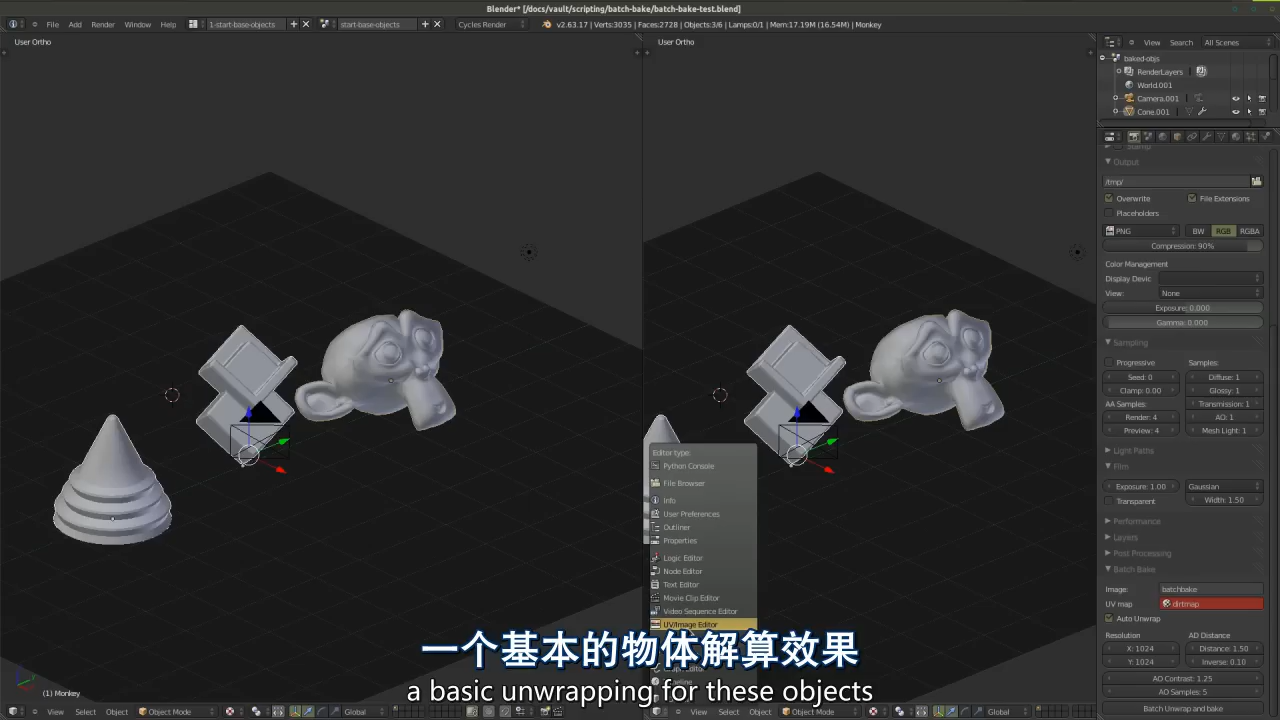 Blender* [/docs/vault/scripting/batch-bake/batch-bake-test.blend]
File Add Render Window Help 1-start-base-objects start-base-objects Cycles Render v2.63.17 | Verts:3035 | Faces:2728 | Objects:3/6 | Lamps:0/1 | Mem:17.19M (16.54M) | Monkey
User Ortho
User Ortho
View Search All Scenes
baked-objs
RenderLayers
World.001
Camera.001
Cone.001
Stamp
Output
/tmp/
Overwrite File Extensions
Placeholders
PNG BW RGB RGBA
Compression: 90%
Color Management
Display Devic
View: None
Exposure: 0.000
Gamma: 0.000
Sampling
Progressive Samples:
Seed: 0 Diffuse: 1
Clamp: 0.00 Glossy: 1
AA Samples: Transmission: 1
Render: 4 AO: 1
Preview: 4 Mesh Light: 1
Light Paths
Film
Exposure: 1.00 Gaussian
Transparent Width: 1.50
Performance
Layers
Post Processing
Batch Bake
Image: batchbake
UV map dirtmap
Auto Unwrap
Resolution AD Distance
X: 1024 Distance: 1.50
Y: 1024 Inverse: 0.10
AO Contrast: 1.25
AO Samples: 5
Batch Unwrap and bake
Editor type:
Python Console
File Browser
Info
User Preferences
Outliner
Properties
Logic Editor
Node Editor
Text Editor
Movie Clip Editor
Video Sequence Editor
UV/Image Editor
一个基本的物体解算效果
a basic unwrapping for these objects
(1) Monkey
View Select Object Object Mode Global
View Select Object Object Mode Global